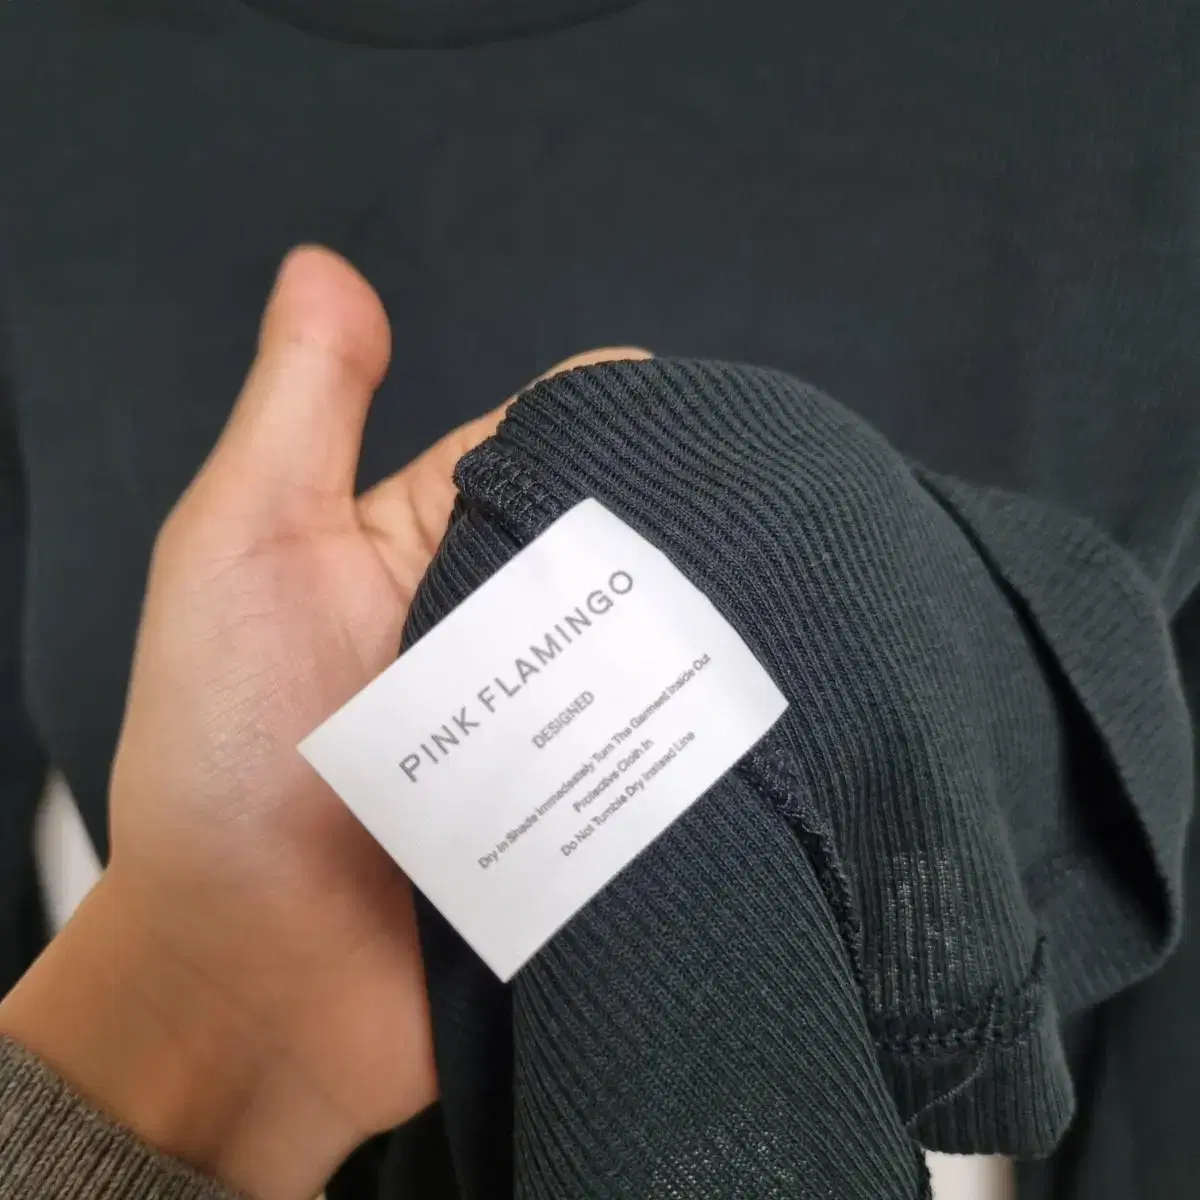 PINK FLAMINGO
DESIGNED
Dry In Shade Immediately Turn The Garment Inside Out
Protective Cloth In
Do Not Tumble Dry Instead Line